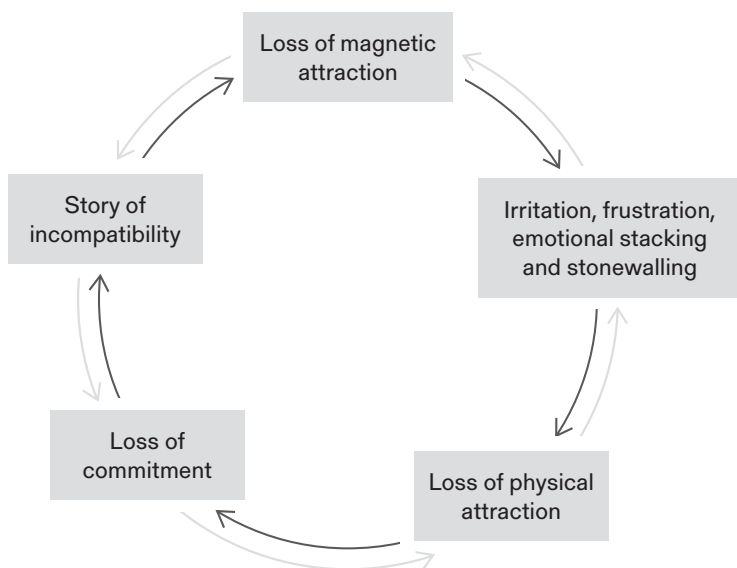 Loss of magnetic
attraction
Irritation, frustration,
emotional stacking
and stonewalling
Loss of physical
attraction
Loss of
commitment
Story of
incompatibility